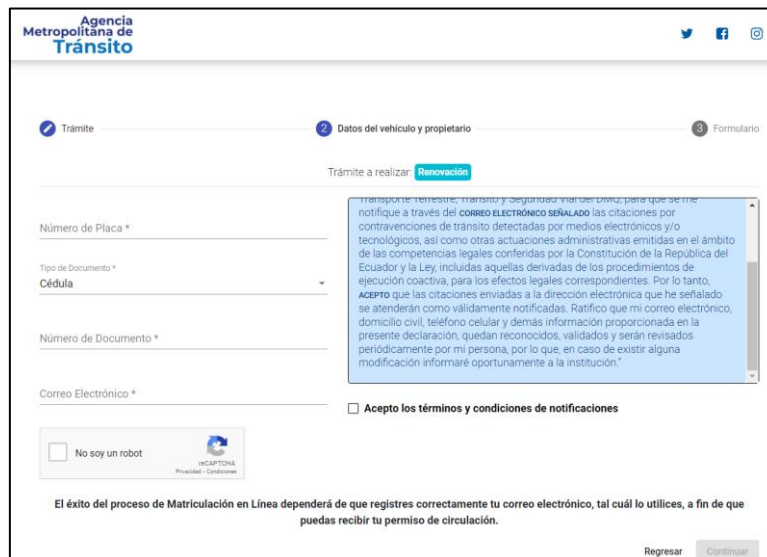 Agencia
Metropolitana de
Tránsito
Trámite
2 Datos del vehículo y propietario
3 Formulario
Trámite a realizar: Renovación
Número de Placa *
Tipo de Documento *
Cédula
Número de Documento *
Correo Electrónico *
Transporte Terrestre, Tránsito y Seguridad Vial del DMQ, para que se me
notifique a través del CORREO ELECTRÓNICO SEÑALADO las citaciones por
contravenciones de tránsito detectadas por medios electrónicos y/o
tecnológicos, así como otras actuaciones administrativas emitidas en el ámbito
de las competencias legales conferidas por la Constitución de la República del
Ecuador y la Ley, incluidas aquellas derivadas de los procedimientos de
ejecución coactiva, para los efectos legales correspondientes. Por lo tanto,
ACEPTO que las citaciones enviadas a la dirección electrónica que he señalado
se atenderán como válidamente notificadas. Ratifico que mi correo electrónico,
domicilio civil, teléfono celular y demás información proporcionada en la
presente declaración, quedan reconocidos, validados y serán revisados
periódicamente por mi persona, por lo que, en caso de existir alguna
modificación informaré oportunamente a la institución."
Acepto los términos y condiciones de notificaciones
No soy un robot
reCAPTCHA
Privacidad - Condiciones
El éxito del proceso de Matriculación en Línea dependerá de que registres correctamente tu correo electrónico, tal cuál lo utilices, a fin de que
puedas recibir tu permiso de circulación.
Regresar
Continuar